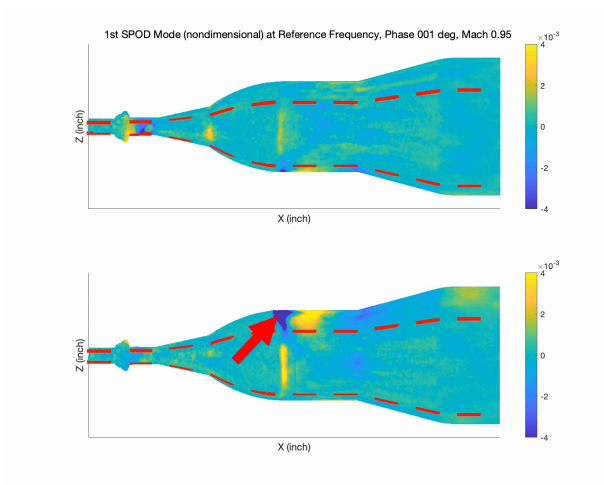 1st SPOD Mode (nondimensional) at Reference Frequency, Phase 001 deg, Mach 0.95
×10⁻³
4
2
0
-2
-4
Z (inch)
X (inch)
×10⁻³
4
2
0
-2
-4
Z (inch)
X (inch)